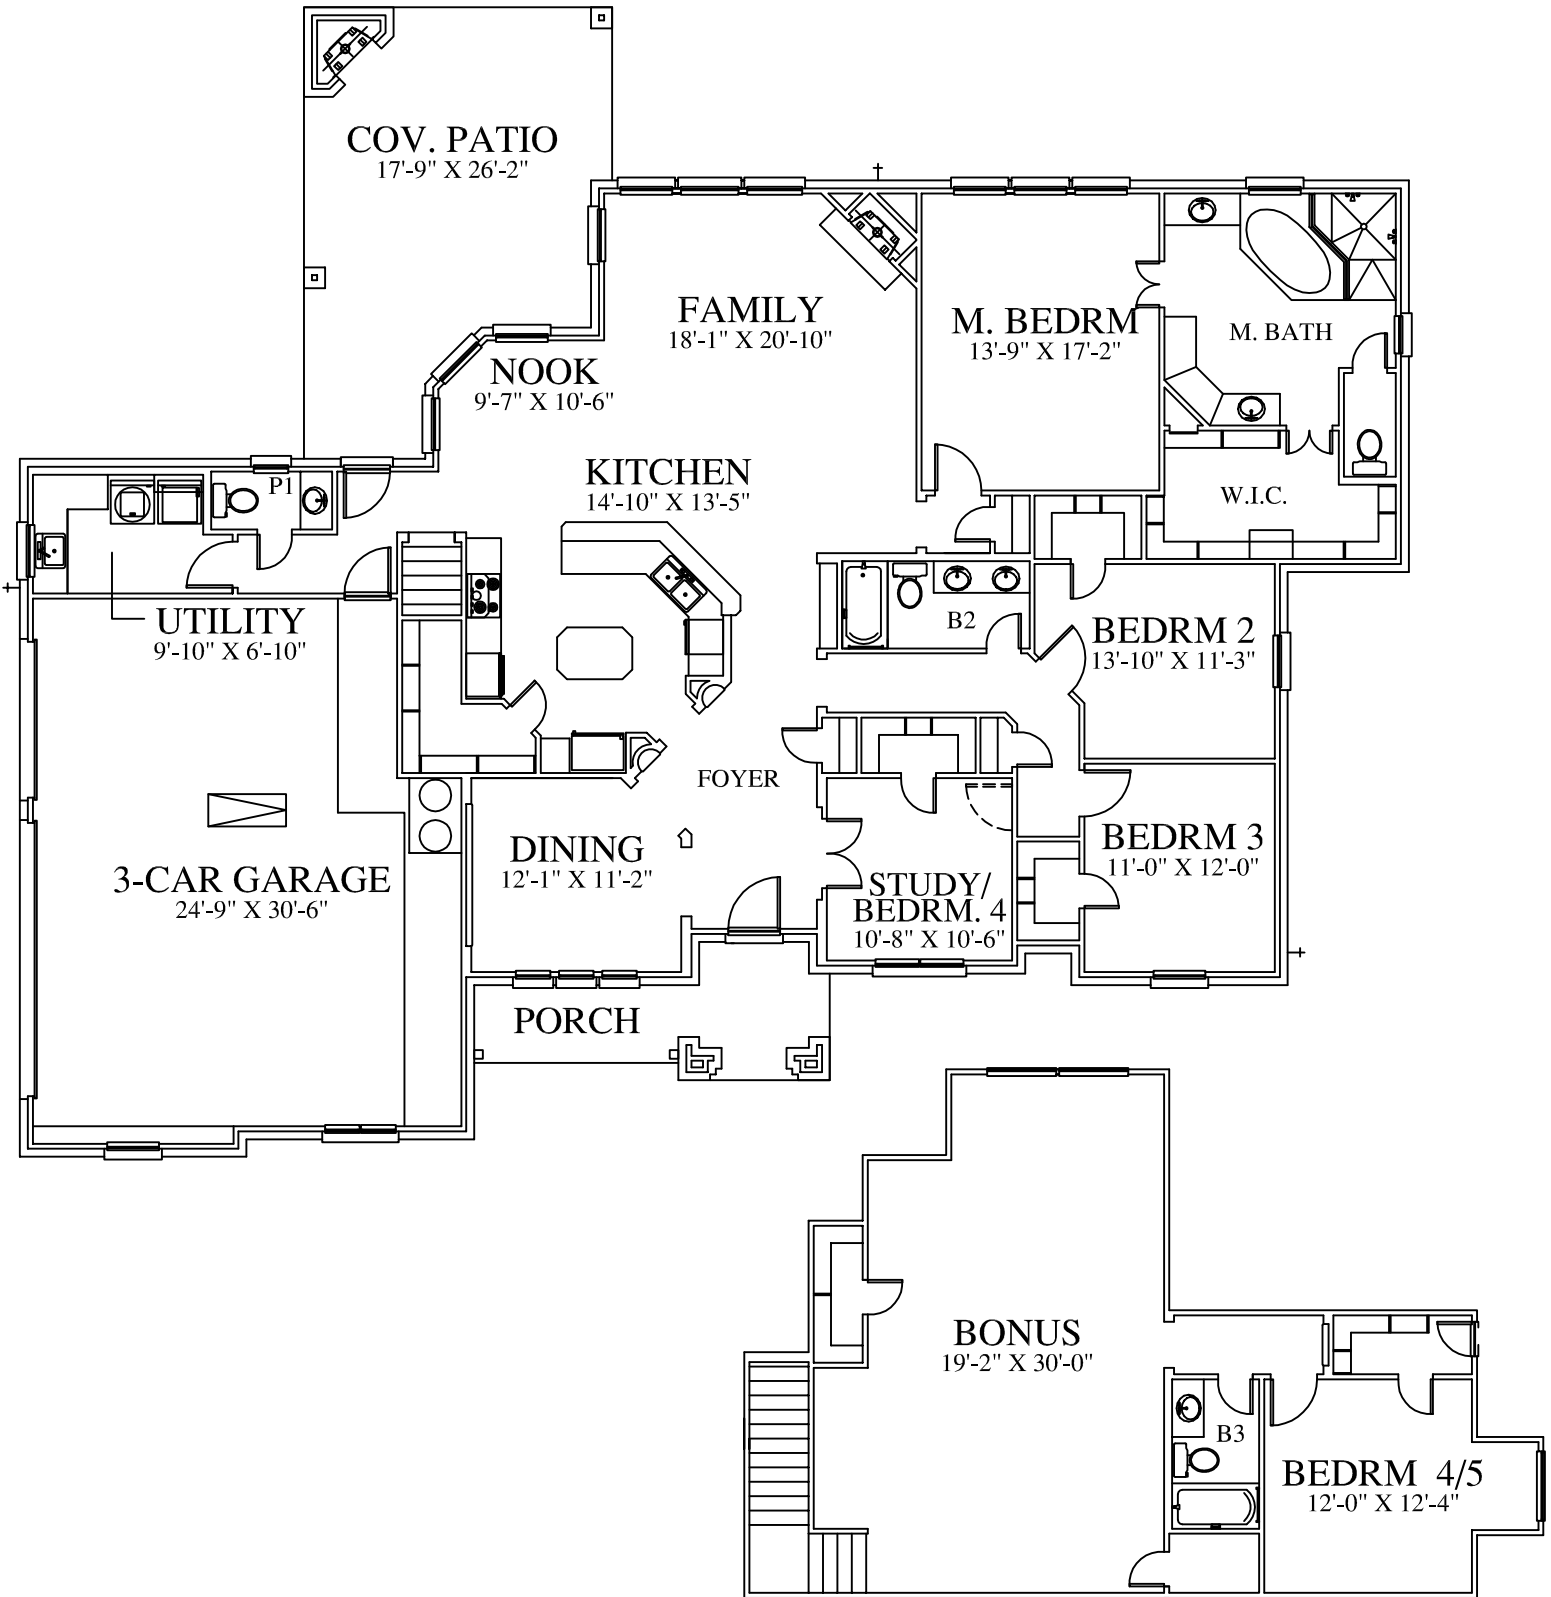 COV. PATIO
17'-9" X 26'-2"
FAMILY
18'-1" X 20'-10"
M. BEDRM
13'-9" X 17'-2"
M. BATH
NOOK
9'-7" X 10'-6"
KITCHEN
14'-10" X 13'-5"
P1
W.I.C.
UTILITY
9'-10" X 6'-10"
B2
BEDRM 2
13'-10" X 11'-3"
FOYER
DINING
12'-1" X 11'-2"
BEDRM 3
11'-0" X 12'-0"
3-CAR GARAGE
24'-9" X 30'-6"
STUDY/
BEDRM. 4
10'-8" X 10'-6"
PORCH
BONUS
19'-2" X 30'-0"
B3
BEDRM 4/5
12'-0" X 12'-4"